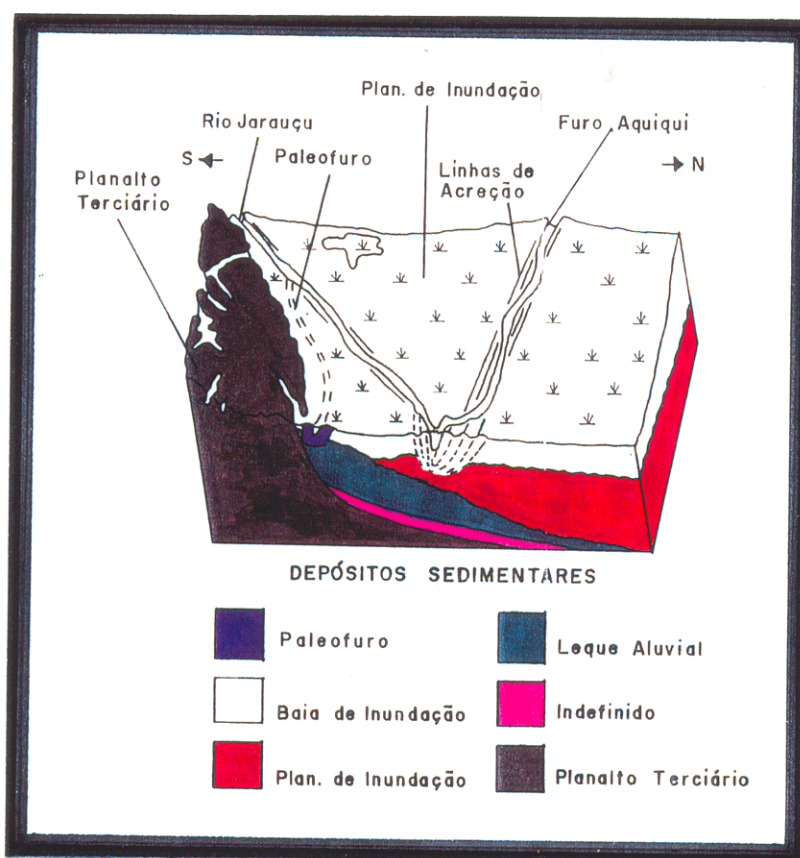 Plan. de Inundação
Rio Jarauçu
Furo Aquiqui
S
Paleofuro
Linhas de
Acreção
N
Planalto
Terciário
DEPÓSITOS SEDIMENTARES
Paleofuro
Leque Aluvial
Baia de Inundação
Indefinido
Plan. de Inundação
Planalto Terciário